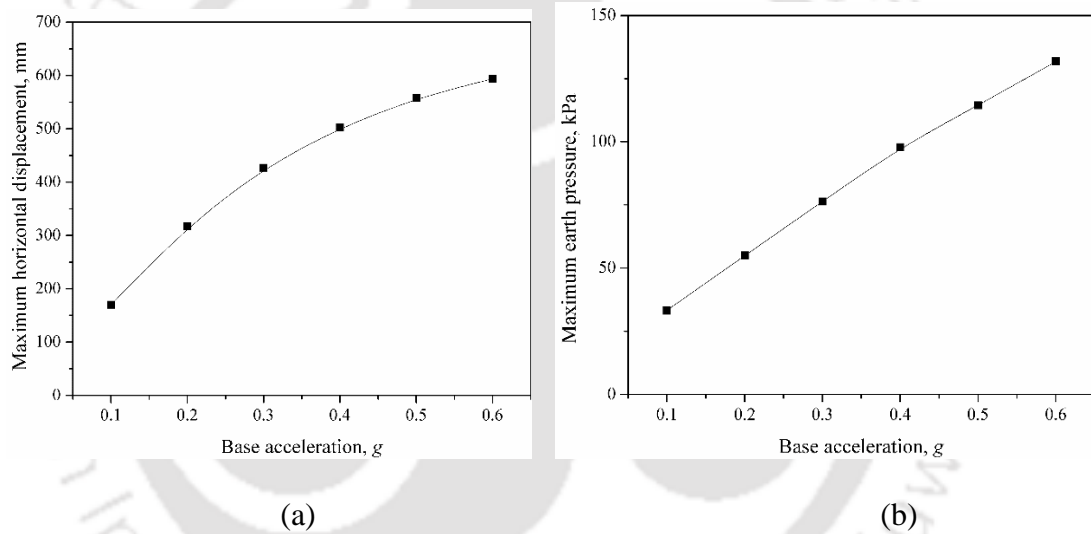 700
600
500
400
300
200
100
0
Maximum horizontal displacement, mm
0.1 0.2 0.3 0.4 0.5 0.6
Base acceleration, g
(a)
150
100
50
0
Maximum earth pressure, kPa
0.1 0.2 0.3 0.4 0.5 0.6
Base acceleration, g
(b)